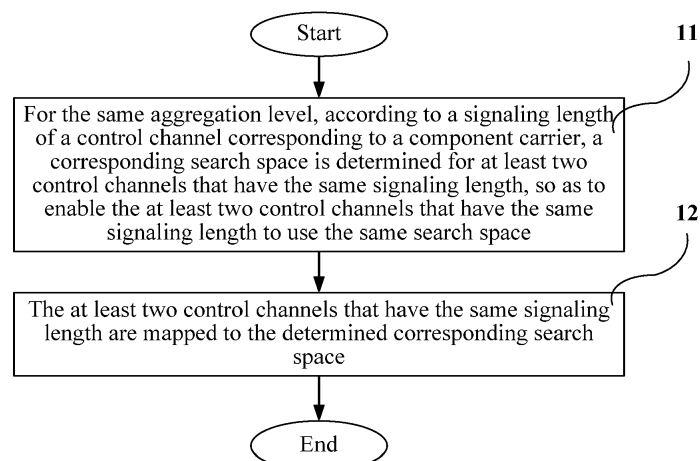 Start
11
For the same aggregation level, according to a signaling length
of a control channel corresponding to a component carrier, a
corresponding search space is determined for at least two
control channels that have the same signaling length, so as to
enable the at least two control channels that have the same
signaling length to use the same search space
12
The at least two control channels that have the same signaling
length are mapped to the determined corresponding search
space
End